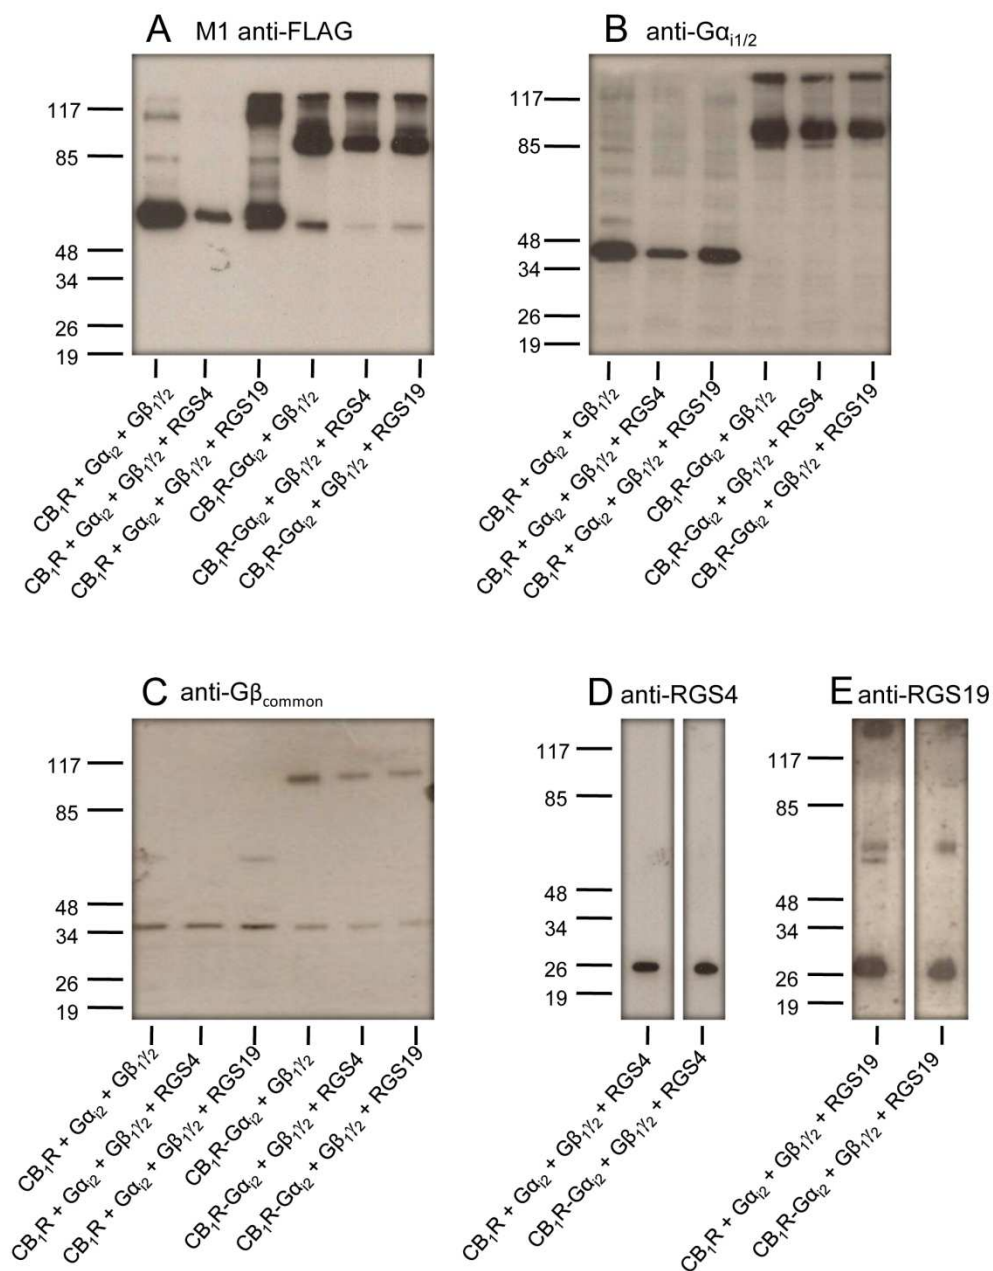 A M1 anti-FLAG
117
85
48
34
26
19
CB₁R + Gαi₂ + Gβ₁γ₂
CB₁R + Gαi₂ + Gβ₁γ₂ + RGS4
CB₁R + Gαi₂ + Gβ₁γ₂ + RGS19
CB₁R-Gαi₂ + Gβ₁γ₂
CB₁R-Gαi₂ + Gβ₁γ₂ + RGS4
CB₁R-Gαi₂ + Gβ₁γ₂ + RGS19
B anti-Gαi1/2
117
85
48
34
26
19
CB₁R + Gαi₂ + Gβ₁γ₂
CB₁R + Gαi₂ + Gβ₁γ₂ + RGS4
CB₁R + Gαi₂ + Gβ₁γ₂ + RGS19
CB₁R-Gαi₂ + Gβ₁γ₂
CB₁R-Gαi₂ + Gβ₁γ₂ + RGS4
CB₁R-Gαi₂ + Gβ₁γ₂ + RGS19
C anti-Gβcommon
117
85
48
34
26
19
CB₁R + Gαi₂ + Gβ₁γ₂
CB₁R + Gαi₂ + Gβ₁γ₂ + RGS4
CB₁R + Gαi₂ + Gβ₁γ₂ + RGS19
CB₁R-Gαi₂ + Gβ₁γ₂
CB₁R-Gαi₂ + Gβ₁γ₂ + RGS4
CB₁R-Gαi₂ + Gβ₁γ₂ + RGS19
D anti-RGS4
117
85
48
34
26
19
CB₁R + Gαi₂ + Gβ₁γ₂ + RGS4
CB₁R-Gαi₂ + Gβ₁γ₂ + RGS4
E anti-RGS19
117
85
48
34
26
19
CB₁R + Gαi₂ + Gβ₁γ₂ + RGS19
CB₁R-Gαi₂ + Gβ₁γ₂ + RGS19